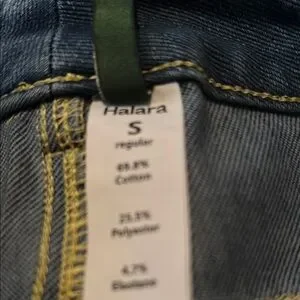 Halara
S
regular
69.8%
Cotton
25.5%
Polyester
4.7%
Elastane